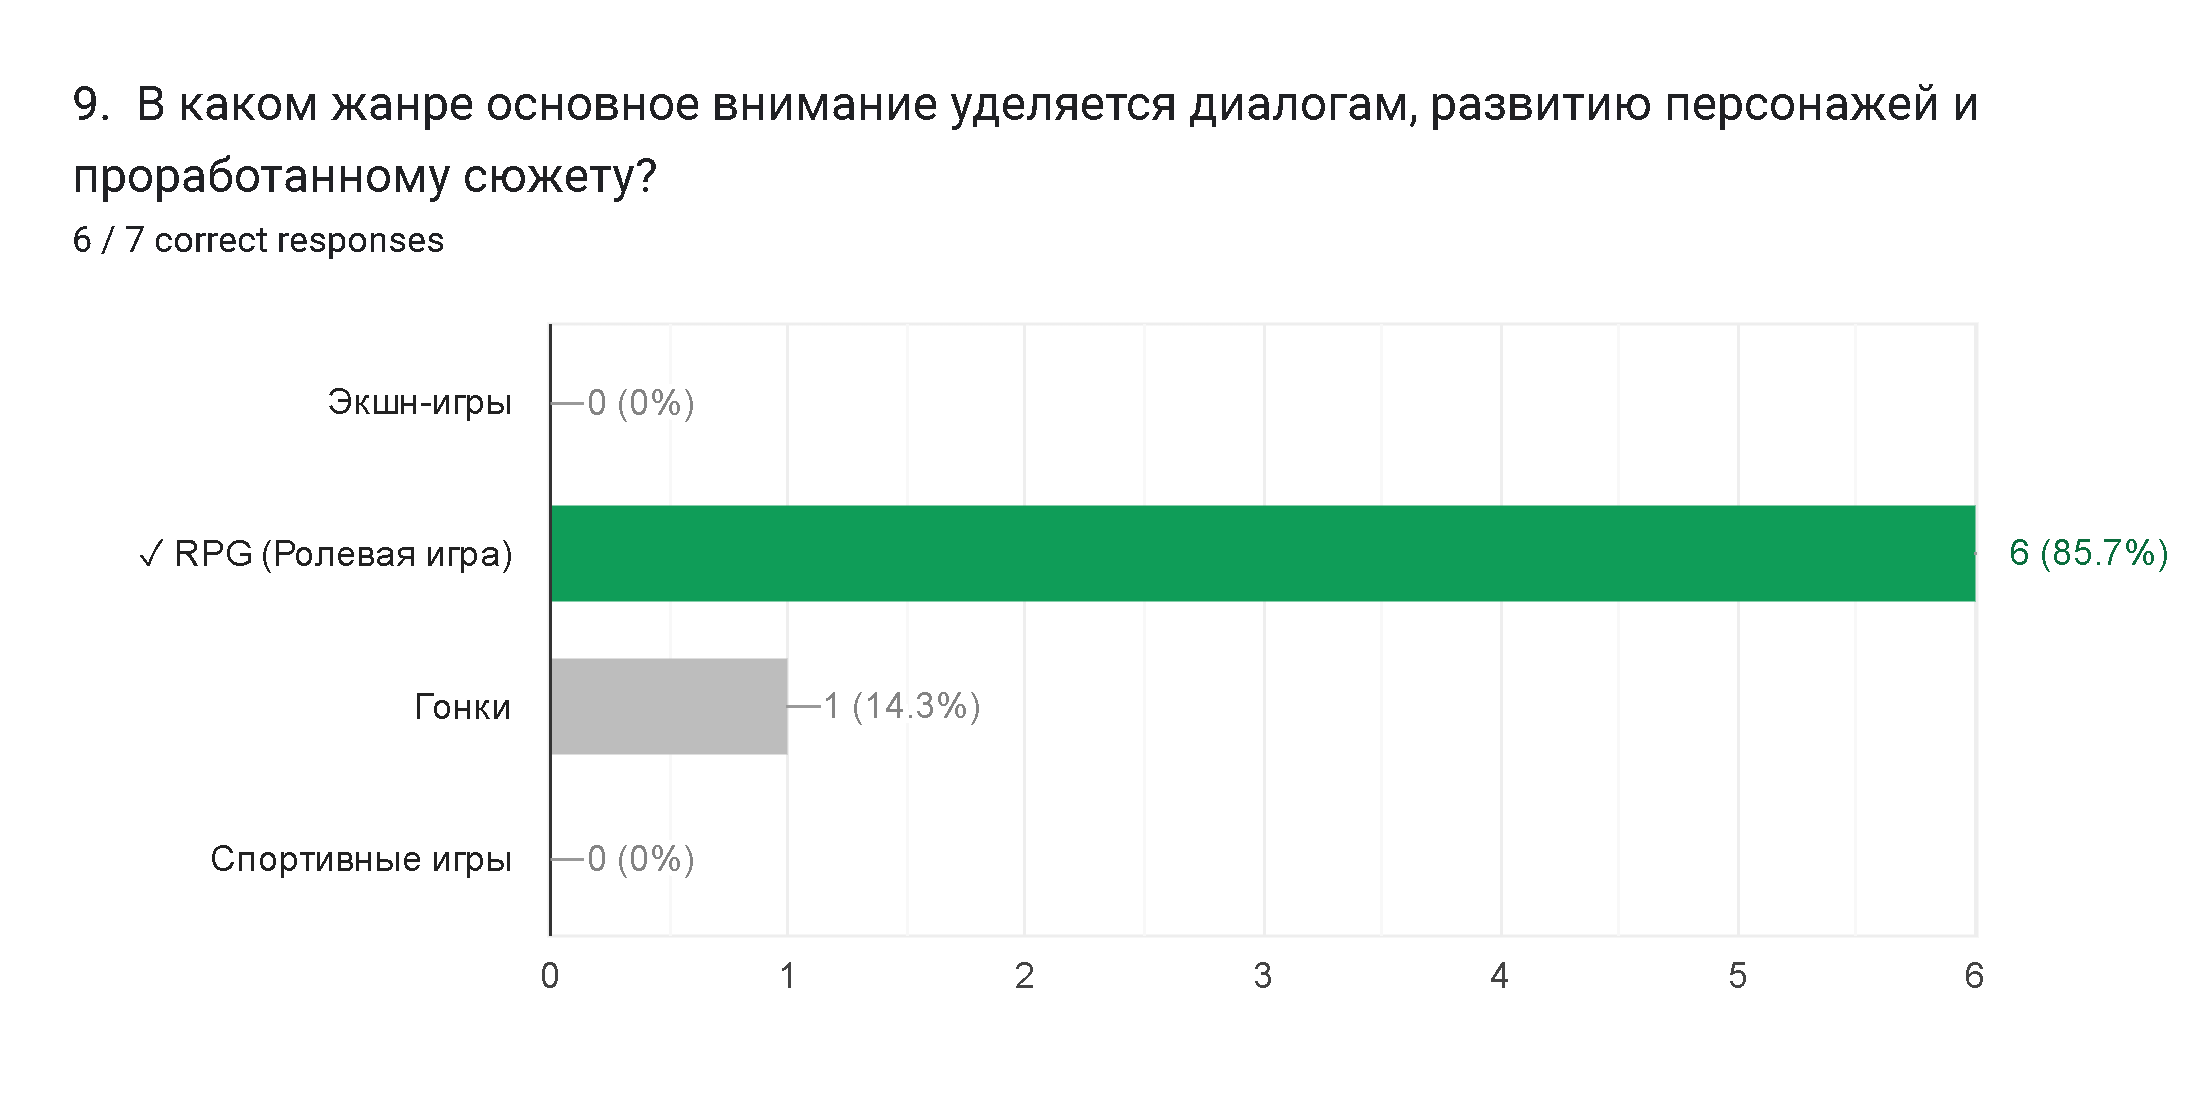 9. В каком жанре основное внимание уделяется диалогам, развитию персонажей и
проработанному сюжету?
6 / 7 correct responses
Экшн-игры
0 (0%)
✓ RPG (Ролевая игра)
6 (85.7%)
Гонки
1 (14.3%)
Спортивные игры
0 (0%)
0 1 2 3 4 5 6